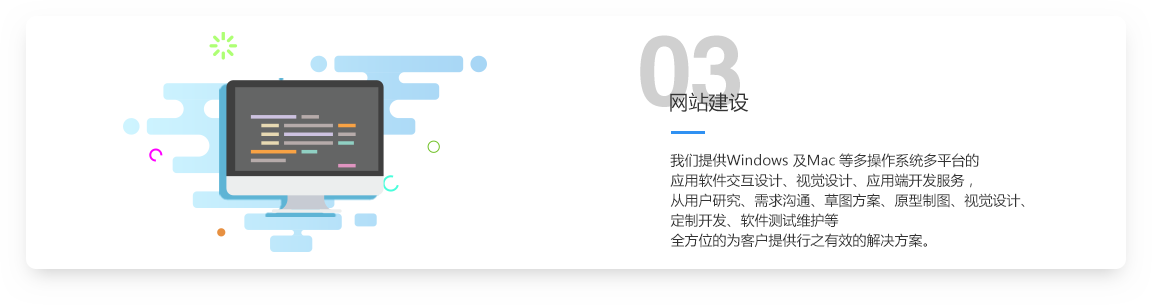 03
网站建设
我们提供Windows 及Mac 等多操作系统多平台的
应用软件交互设计、视觉设计、应用端开发服务，
从用户研究、需求沟通、草图方案、原型制图、视觉设计、
定制开发、软件测试维护等
全方位的为客户提供行之有效的解决方案。